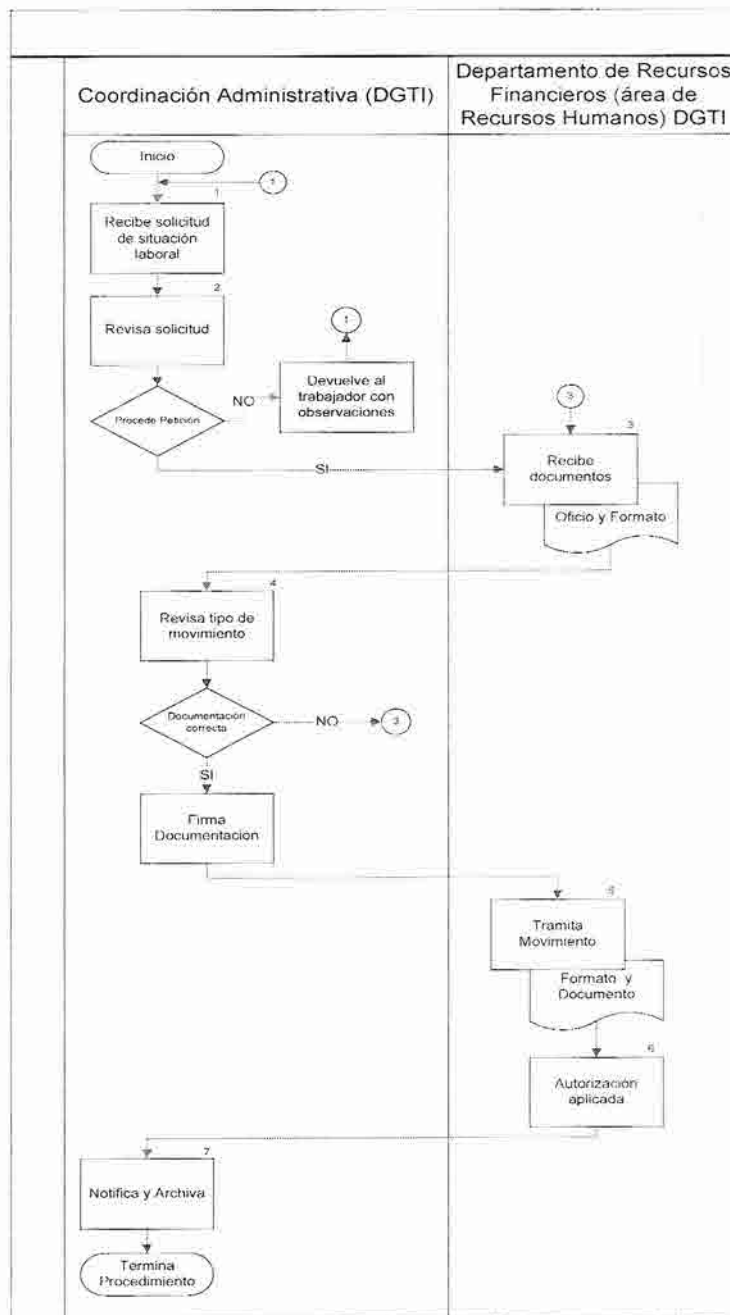 Coordinación Administrativa (DGTI)
Departamento de Recursos
Financieros (área de
Recursos Humanos) DGTI
Inicio
1
1
Recibe solicitud
de situación
laboral
2
Revisa solicitud
1
Devuelve al
trabajador con
observaciones
NO
Procede Petición
SI
3
3
Recibe
documentos
Oficio y Formato
4
Revisa tipo de
movimiento
Documentación
correcta
NO
3
SI
Firma
Documentación
5
Tramita
Movimiento
Formato y
Documento
6
Autorización
aplicada
7
Notifica y Archiva
Termina
Procedimiento